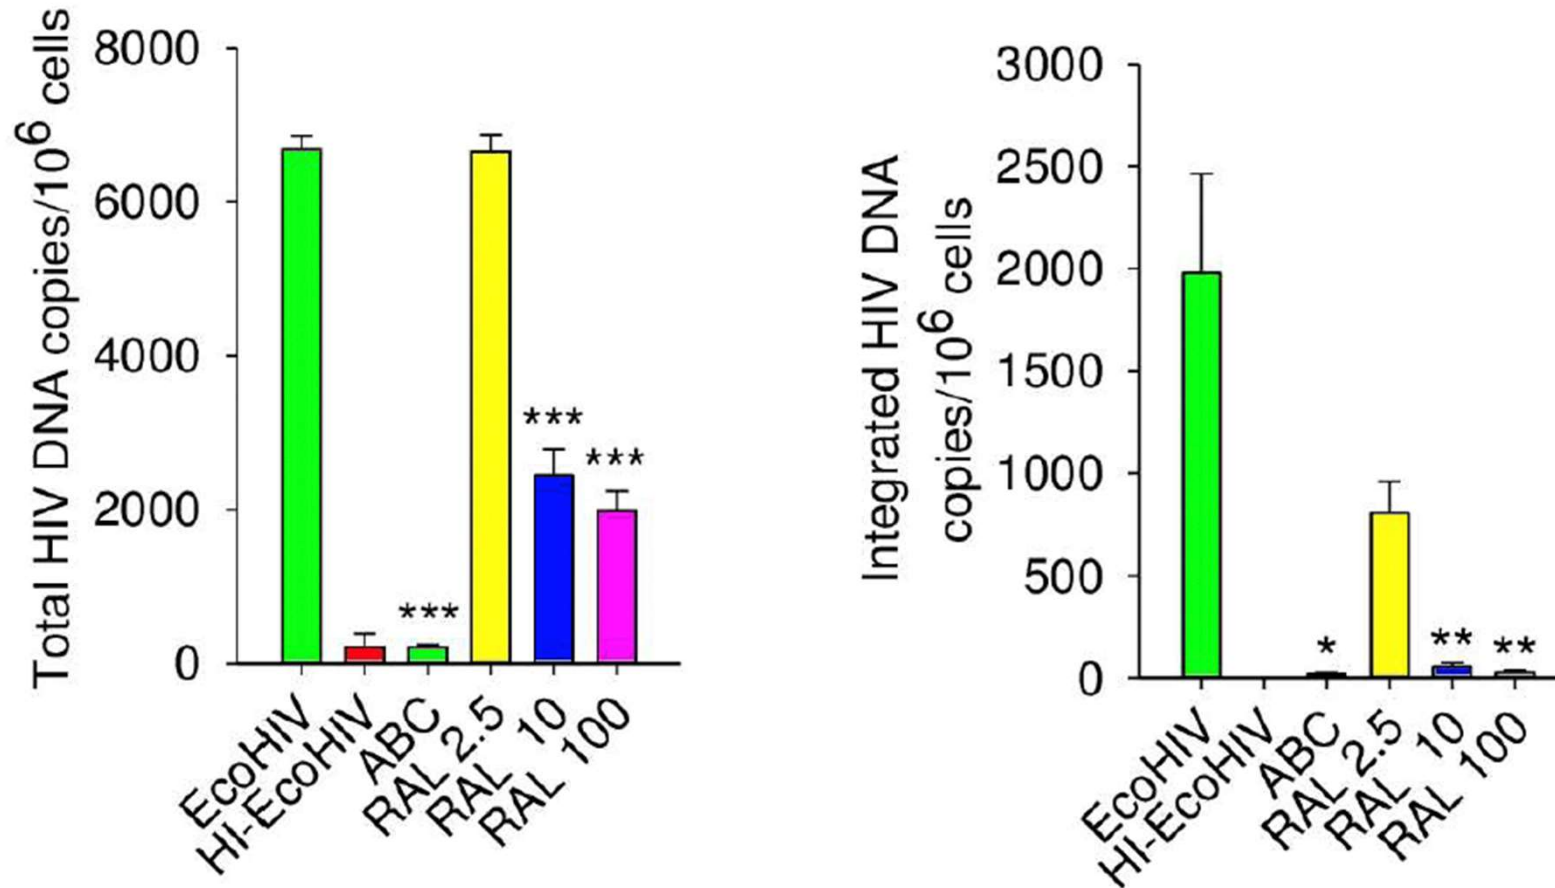 Total HIV DNA copies/10^6 cells
8000
6000
4000
2000
0
***
***
***
EcoHIV
HI-EcoHIV
ABC
RAL 2.5
RAL 10
RAL 100
Integrated HIV DNA
copies/10^6 cells
3000
2500
2000
1500
1000
500
0
*
**
**
EcoHIV
HI-EcoHIV
ABC
RAL 2.5
RAL 10
RAL 100